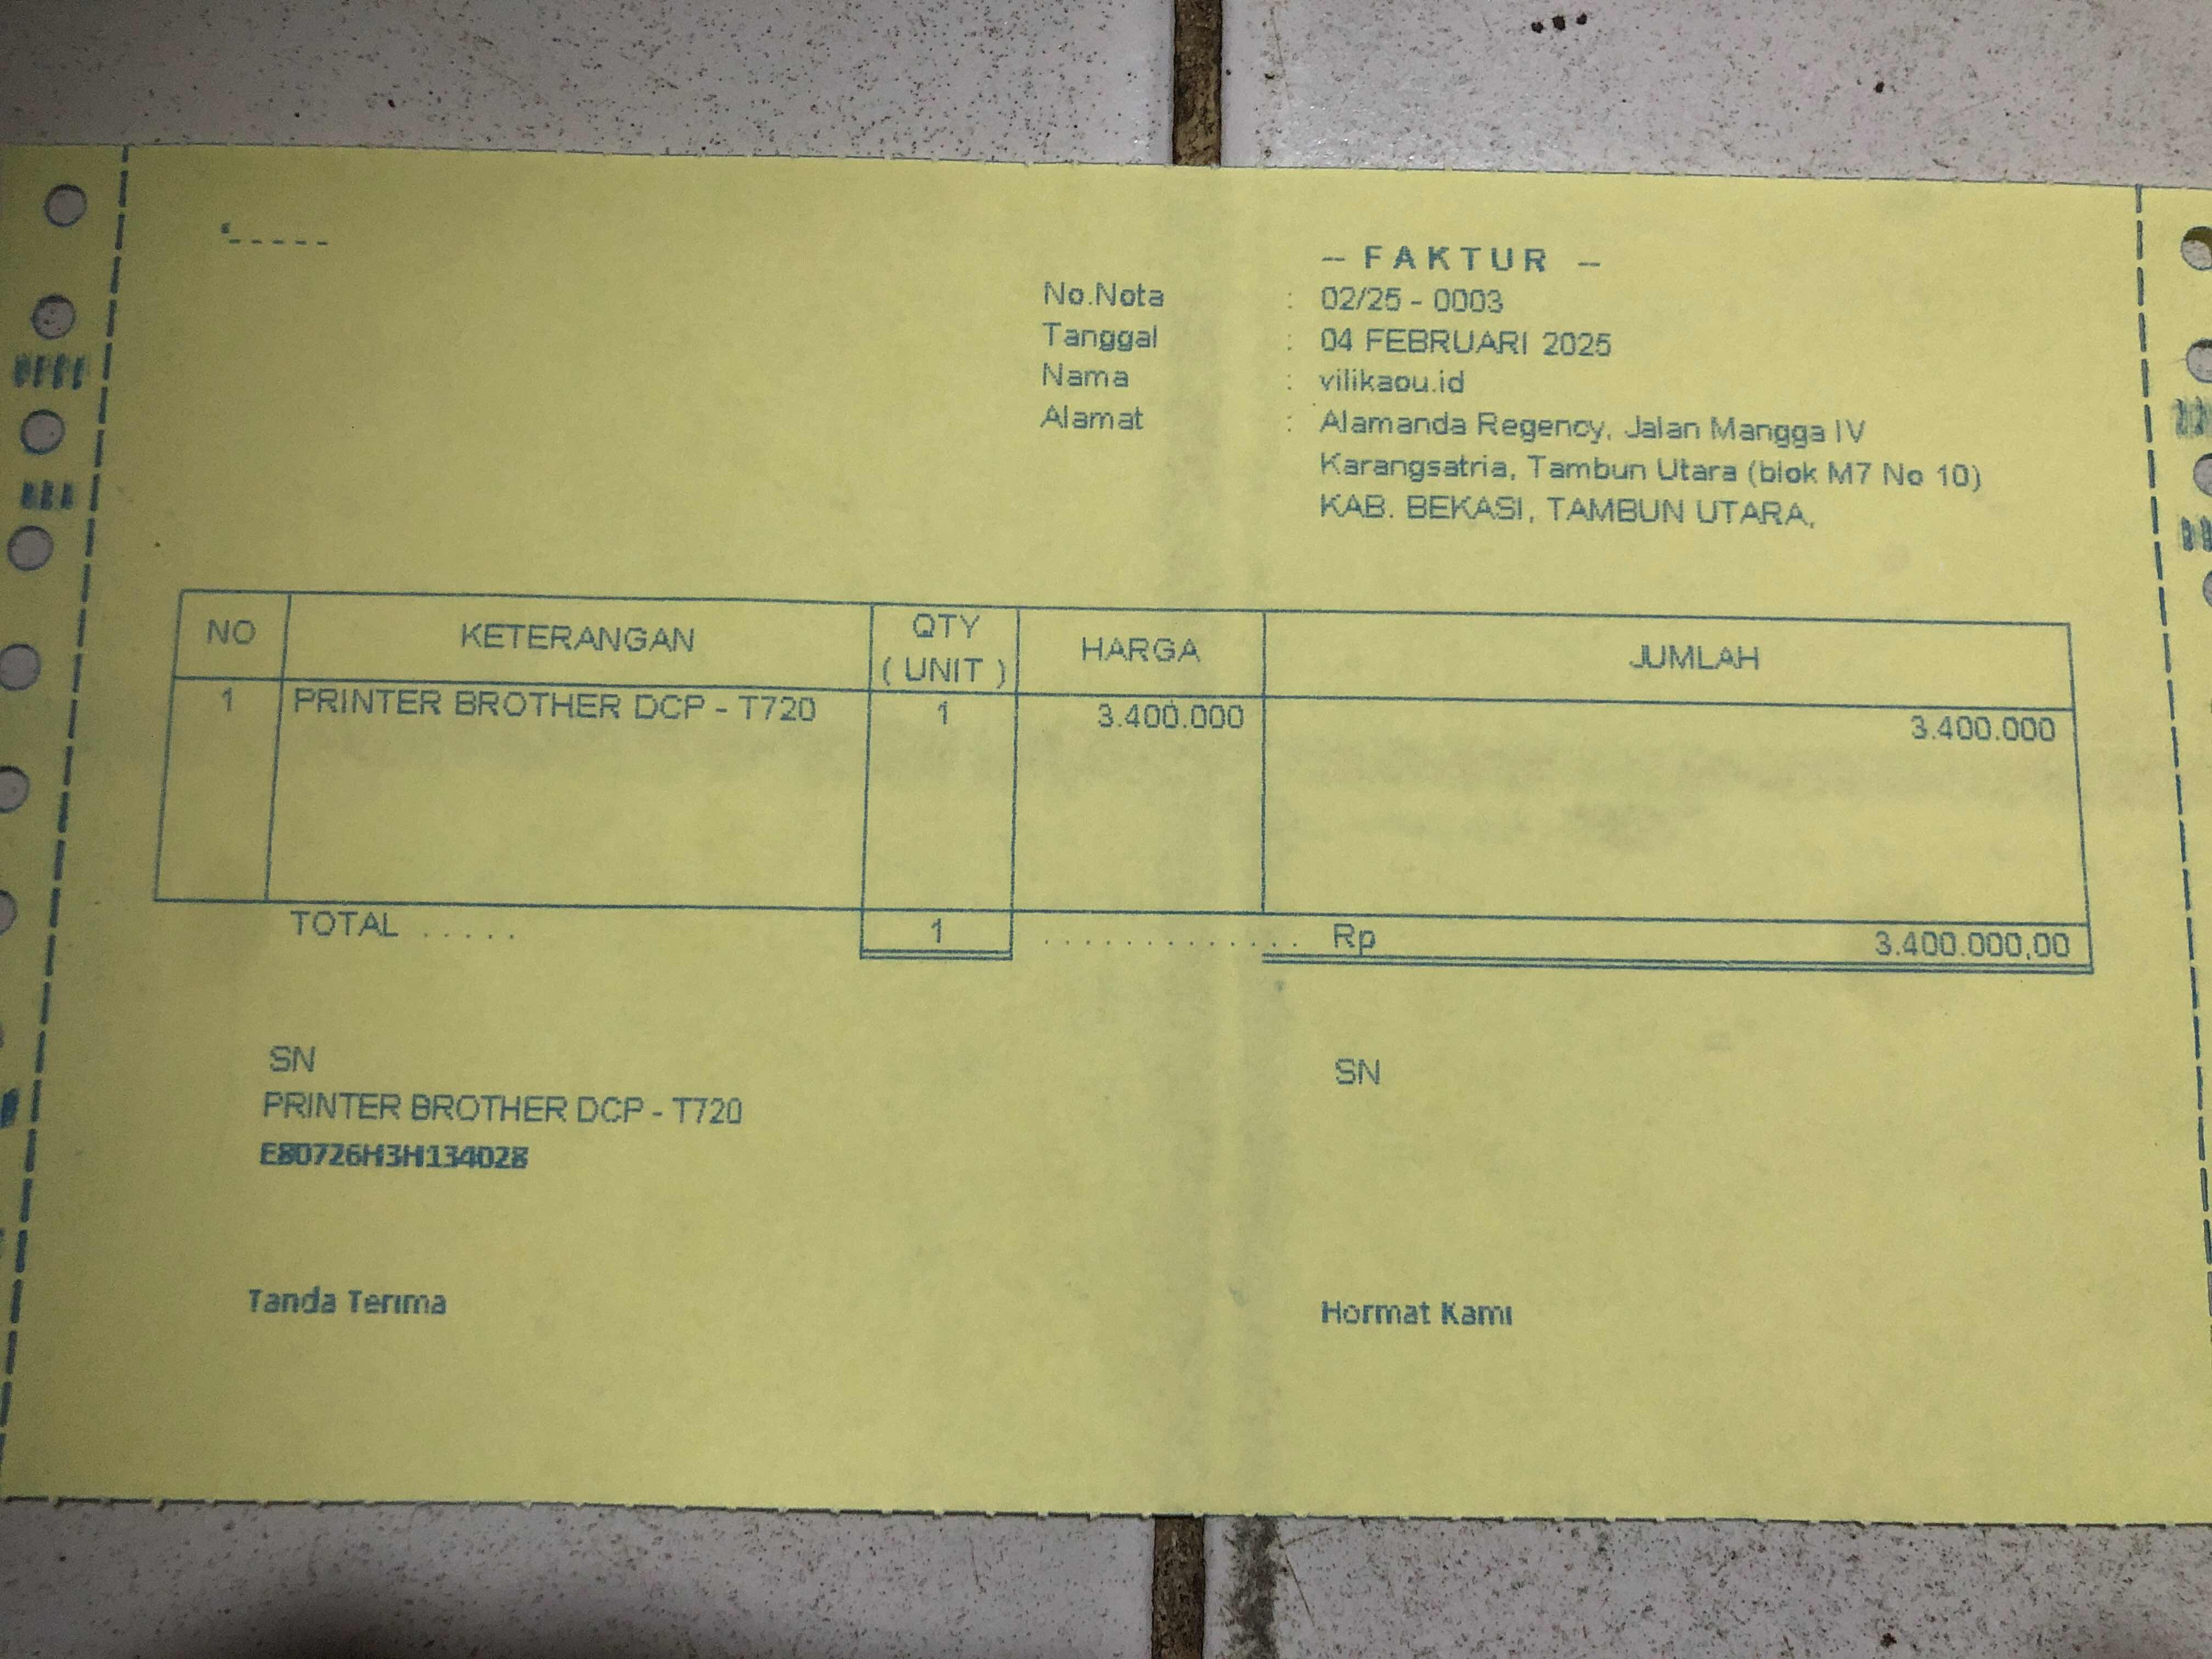 -- FAKTUR --
No.Nota : 02/25 - 0003
Tanggal : 04 FEBRUARI 2025
Nama : vilikaou.id
Alamat : Alamanda Regency, Jalan Mangga IV
Karangsatria, Tambun Utara (blok M7 No 10)
KAB. BEKASI, TAMBUN UTARA,
NO KETERANGAN QTY ( UNIT ) HARGA JUMLAH
1 PRINTER BROTHER DCP - T720 1 3.400.000 3.400.000
TOTAL ..... 1 ............. Rp 3.400.000,00
SN SN
PRINTER BROTHER DCP - T720
E80726H3H134028
Tanda Terima Hormat Kami